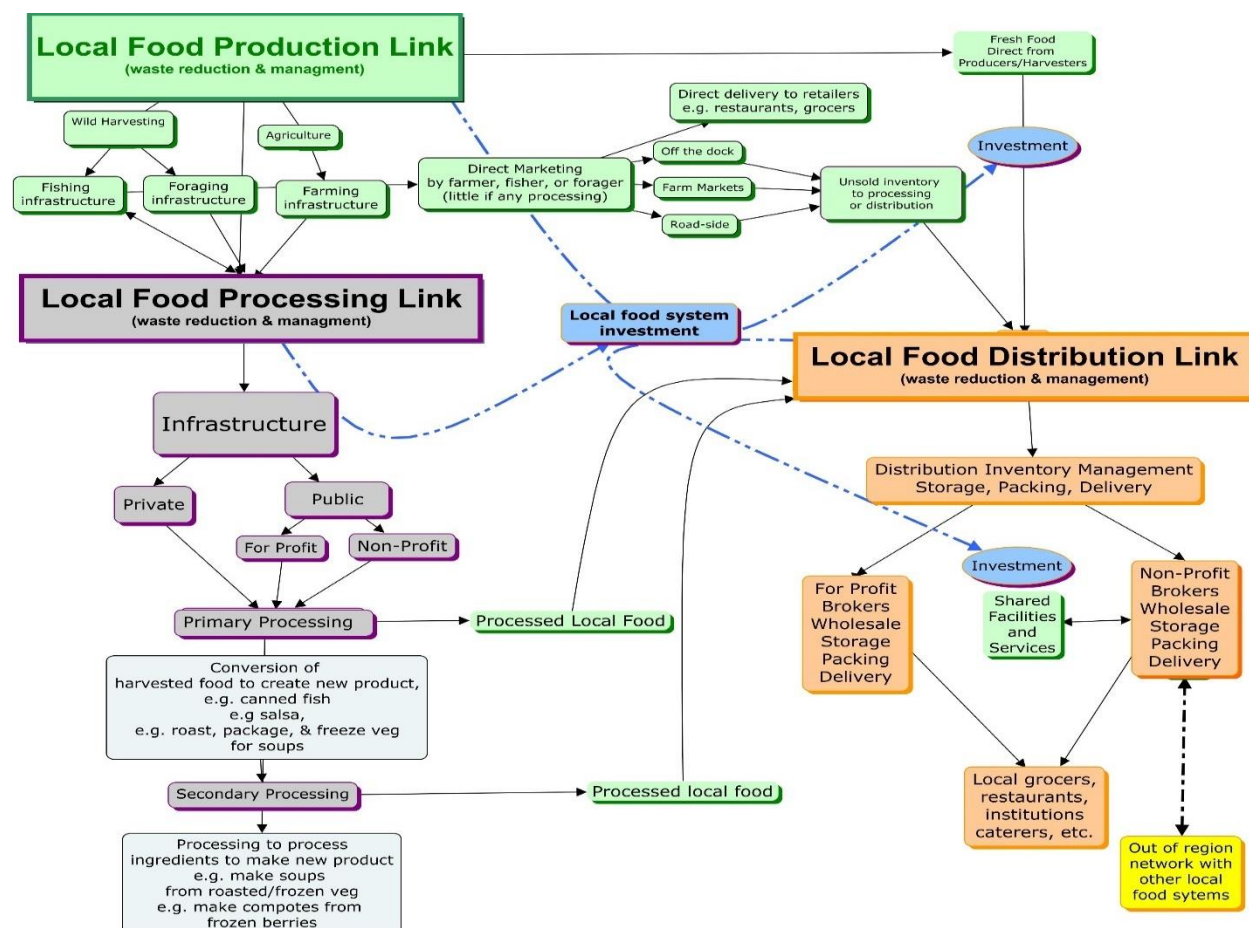 Local Food Production Link
(waste reduction & managment)
Fresh Food
Direct from
Producers/Harvesters
Wild Harvesting
Agriculture
Direct delivery to retailers
e.g. restaurants, grocers
Investment
Fishing
infrastructure
Foraging
infrastructure
Farming
infrastructure
Direct Marketing
by farmer, fisher, or forager
(little if any processing)
Off the dock
Farm Markets
Road-side
Unsold inventory
to processing
or distribution
Local Food Processing Link
(waste reduction & managment)
Local food system
investment
Local Food Distribution Link
(waste reduction & management)
Infrastructure
Private
Public
For Profit
Non-Profit
Primary Processing
Processed Local Food
Conversion of
harvested food to create new product,
e.g. canned fish
e.g salsa,
e.g. roast, package, & freeze veg
for soups
Secondary Processing
Processed local food
Processing to process
ingredients to make new product
e.g. make soups
from roasted/frozen veg
e.g. make compotes from
frozen berries
Distribution Inventory Management
Storage, Packing, Delivery
Investment
For Profit
Brokers
Wholesale
Storage
Packing
Delivery
Shared
Facilities
and
Services
Non-Profit
Brokers
Wholesale
Storage
Packing
Delivery
Local grocers,
restaurants,
institutions
caterers, etc.
Out of region
network with
other local
food sytems